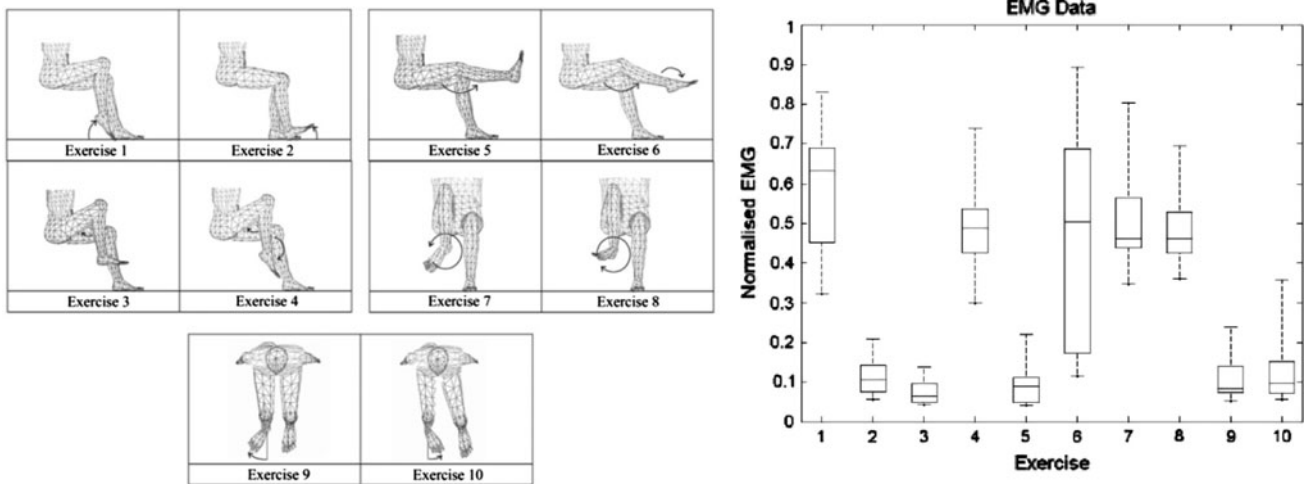 Exercise 1
Exercise 2
Exercise 3
Exercise 4
Exercise 5
Exercise 6
Exercise 7
Exercise 8
Exercise 9
Exercise 10
EMG Data
Normalised EMG
1
0.9
0.8
0.7
0.6
0.5
0.4
0.3
0.2
0.1
0
1 2 3 4 5 6 7 8 9 10
Exercise